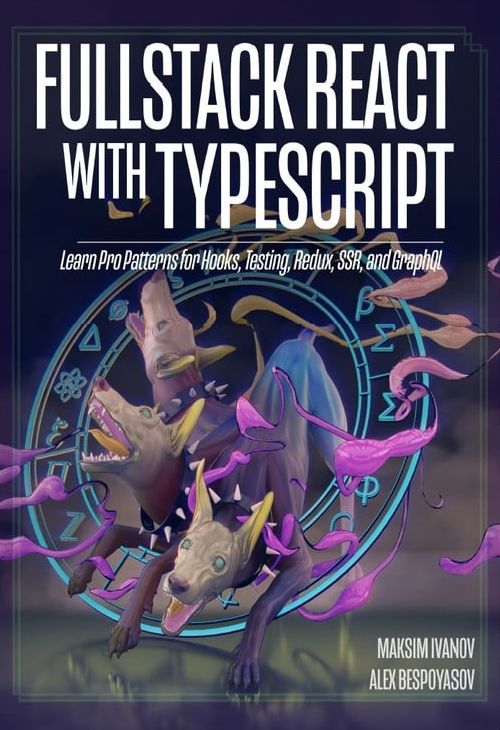 FULLSTACK REACT
WITH TYPESCRIPT
Learn Pro Patterns for Hooks, Testing, Redux, SSR, and GraphQL
MAKSIM IVANOV
ALEX BESPOYASOV